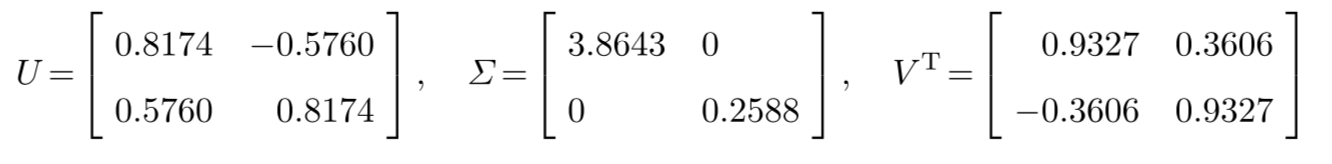 U = [ 0.8174 −0.5760 ; 0.5760 0.8174 ] , Σ = [ 3.8643 0 ; 0 0.2588 ] , V^T = [ 0.9327 0.3606 ; −0.3606 0.9327 ]